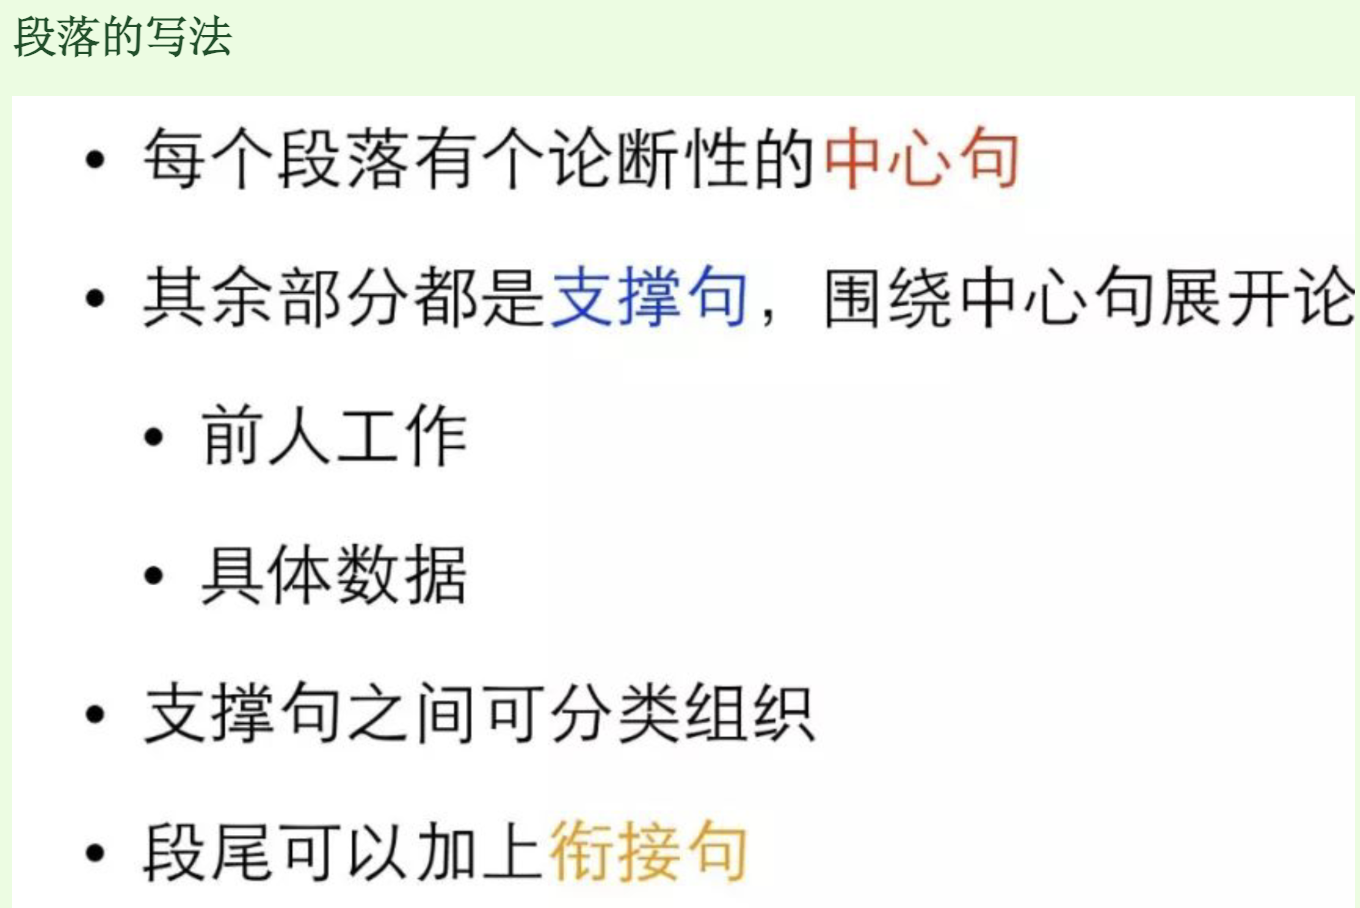 段落的写法
• 每个段落有个论断性的中心句
• 其余部分都是支撑句，围绕中心句展开论
• 前人工作
• 具体数据
• 支撑句之间可分类组织
• 段尾可以加上衔接句